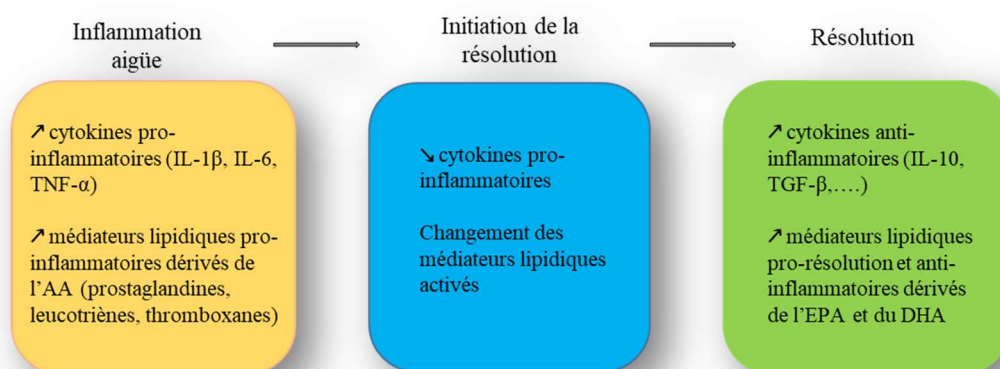 Inflammation
aigüe
Initiation de la
résolution
Résolution
↗ cytokines pro-
inflammatoires (IL-1β, IL-6,
TNF-α)
↗ médiateurs lipidiques pro-
inflammatoires dérivés de
l’AA (prostaglandines,
leucotriènes, thromboxanes)
↘ cytokines pro-
inflammatoires
Changement des
médiateurs lipidiques
activés
↗ cytokines anti-
inflammatoires (IL-10,
TGF-β,….)
↗ médiateurs lipidiques
pro-résolution et anti-
inflammatoires dérivés
de l’EPA et du DHA